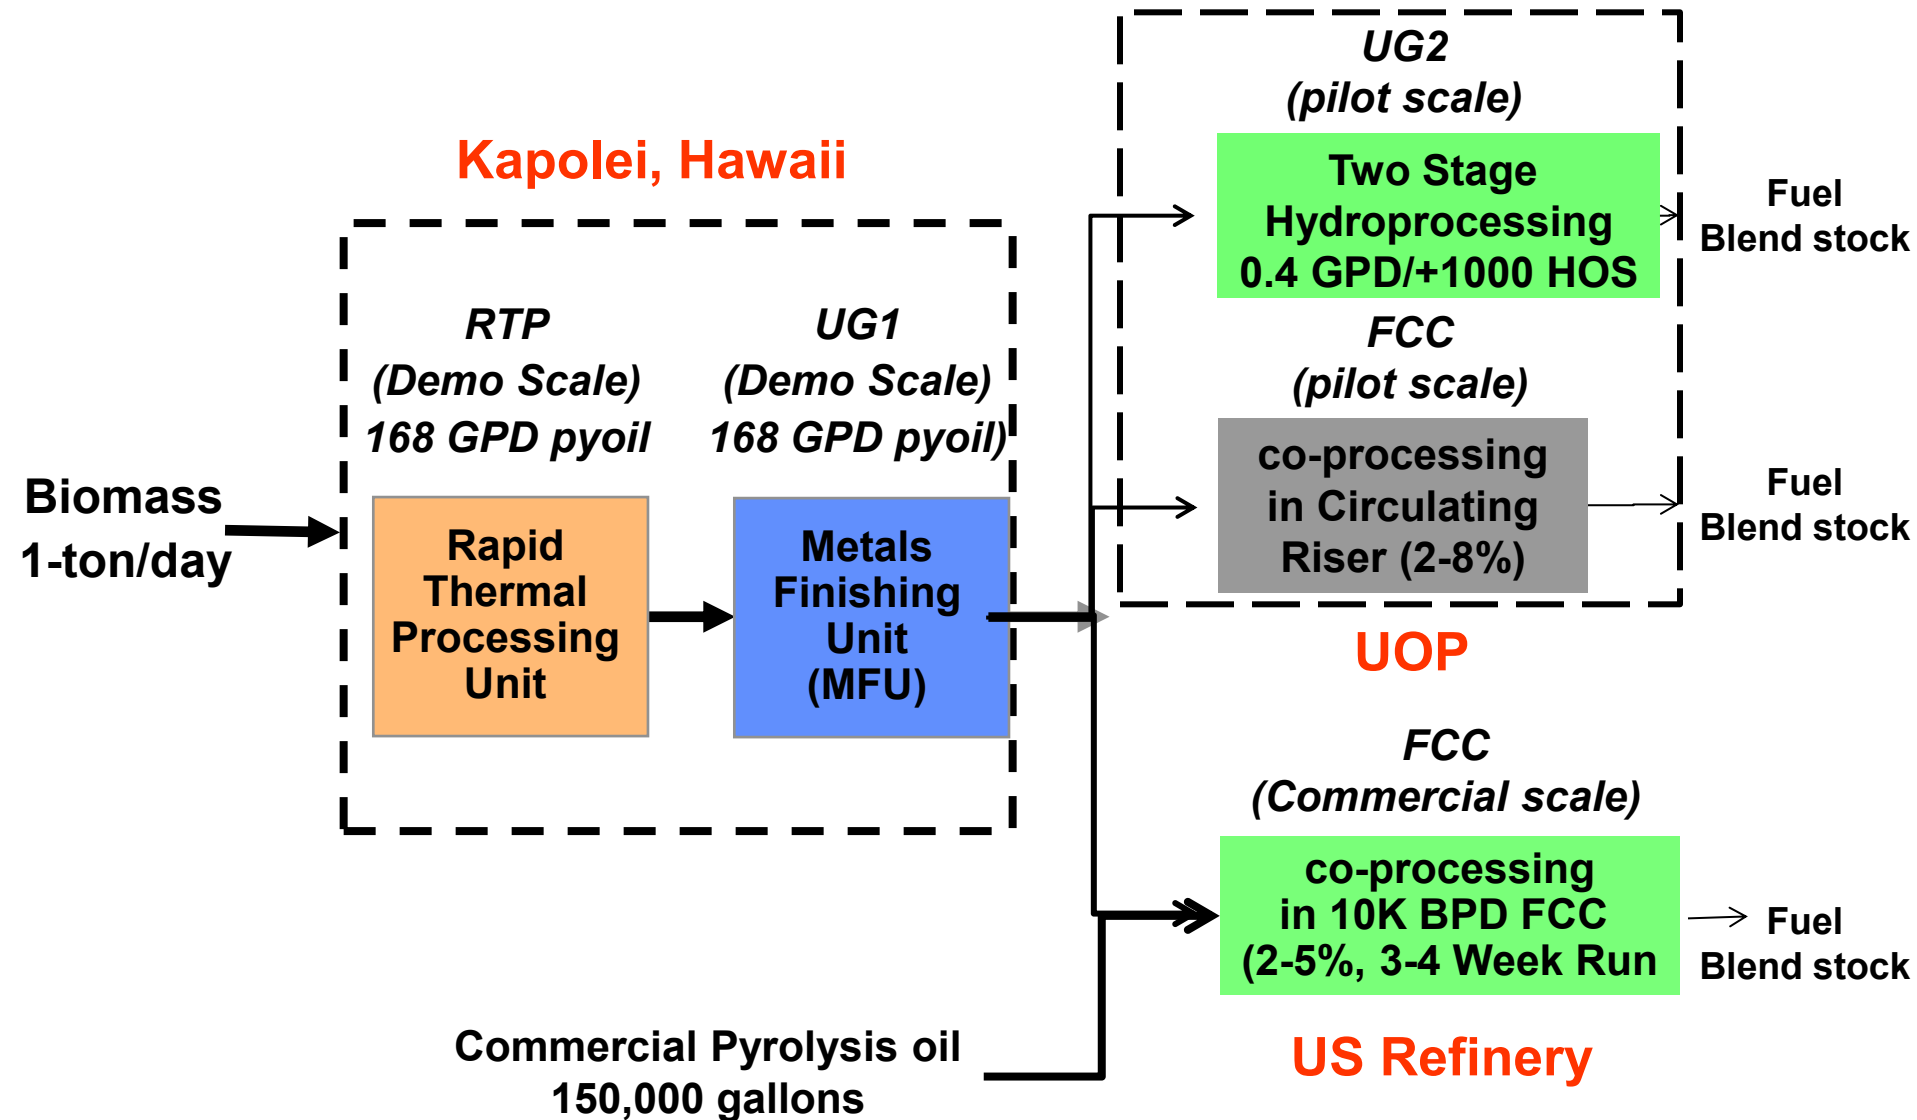 Kapolei, Hawaii
Biomass
1-ton/day
RTP
(Demo Scale)
168 GPD pyoil
Rapid
Thermal
Processing
Unit
UG1
(Demo Scale)
168 GPD pyoil)
Metals
Finishing
Unit
(MFU)
UG2
(pilot scale)
Two Stage
Hydroprocessing
0.4 GPD/+1000 HOS
Fuel
Blend stock
FCC
(pilot scale)
co-processing
in Circulating
Riser (2-8%)
Fuel
Blend stock
UOP
FCC
(Commercial scale)
co-processing
in 10K BPD FCC
(2-5%, 3-4 Week Run
Fuel
Blend stock
US Refinery
Commercial Pyrolysis oil
150,000 gallons